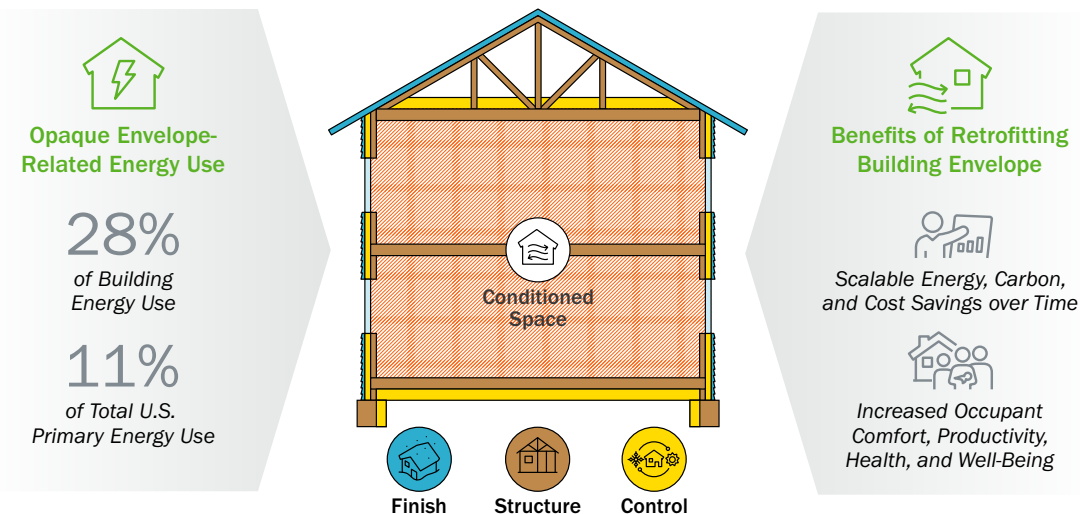 Opaque Envelope-
Related Energy Use
28%
of Building
Energy Use
11%
of Total U.S.
Primary Energy Use
Conditioned
Space
Finish
Structure
Control
Benefits of Retrofitting
Building Envelope
Scalable Energy, Carbon,
and Cost Savings over Time
Increased Occupant
Comfort, Productivity,
Health, and Well-Being